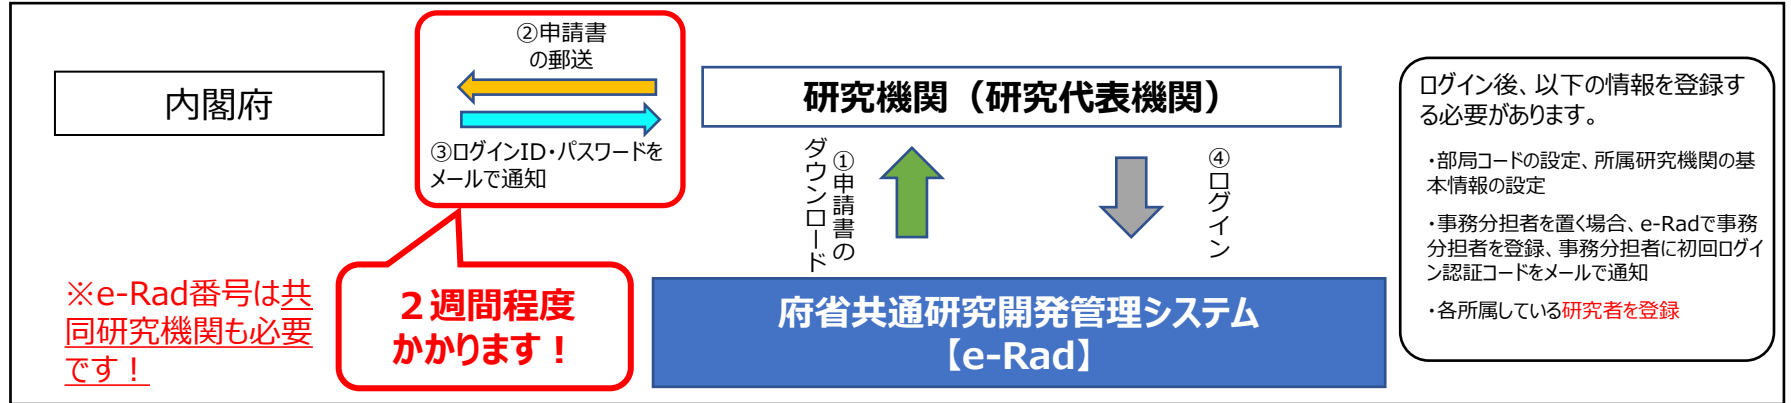 内閣府
②申請書
の郵送
③ログインID・パスワードを
メールで通知
研究機関（研究代表機関）
①申請書の
ダウンロード
④ログイン
２週間程度
かかります！
※e-Rad番号は共
同研究機関も必要
です！
府省共通研究開発管理システム
【e-Rad】
ログイン後、以下の情報を登録す
る必要があります。
・部局コードの設定、所属研究機関の基
本情報の設定
・事務分担者を置く場合、e-Radで事務
分担者を登録、事務分担者に初回ログイ
ン認証コードをメールで通知
・各所属している研究者を登録